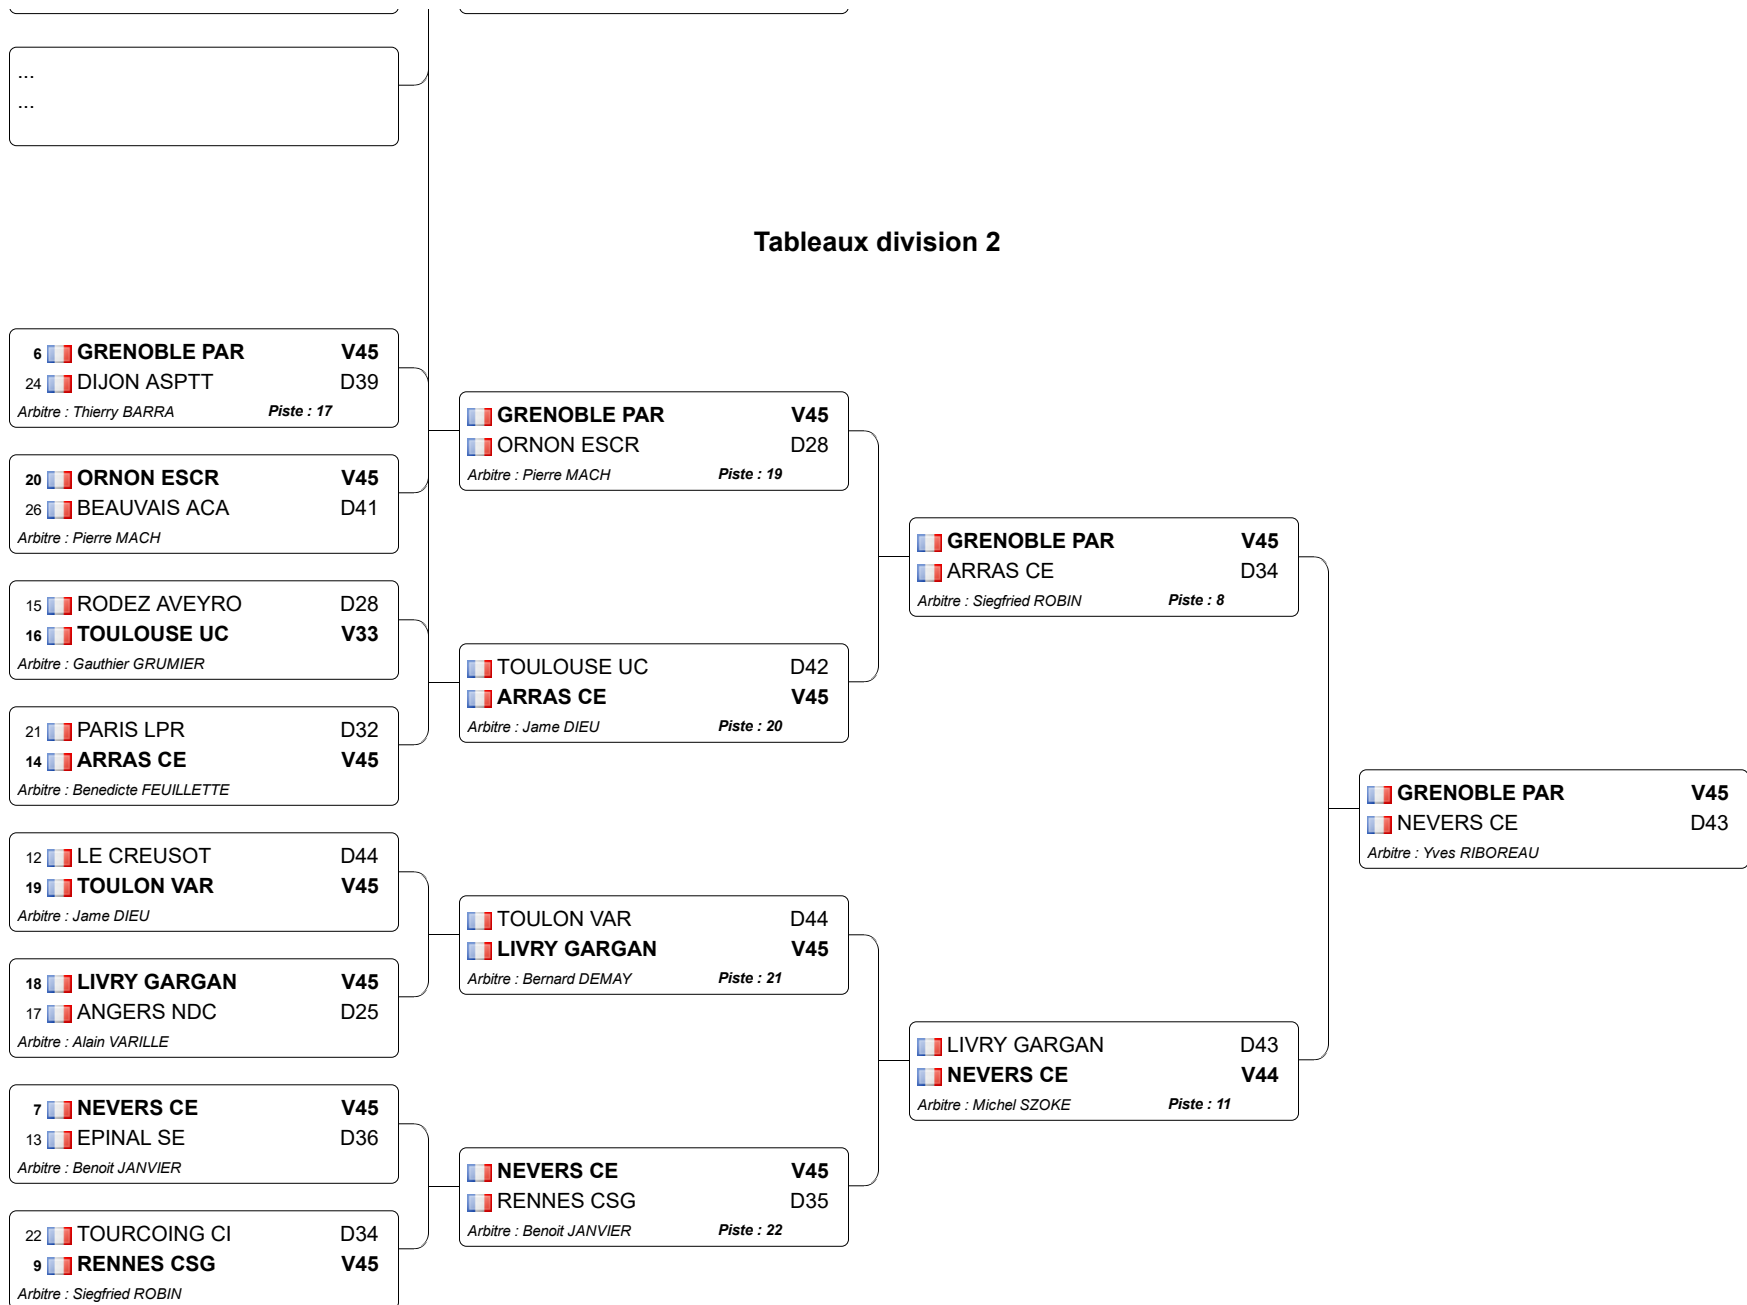 ...
...
Tableaux division 2
6 GRENOBLE PAR V45
24 DIJON ASPTT D39
Arbitre : Thierry BARRA Piste : 17
20 ORNON ESCR V45
26 BEAUVAIS ACA D41
Arbitre : Pierre MACH
15 RODEZ AVEYRO D28
16 TOULOUSE UC V33
Arbitre : Gauthier GRUMIER
21 PARIS LPR D32
14 ARRAS CE V45
Arbitre : Benedicte FEUILLETTE
12 LE CREUSOT D44
19 TOULON VAR V45
Arbitre : Jame DIEU
18 LIVRY GARGAN V45
17 ANGERS NDC D25
Arbitre : Alain VARILLE
7 NEVERS CE V45
13 EPINAL SE D36
Arbitre : Benoit JANVIER
22 TOURCOING CI D34
9 RENNES CSG V45
Arbitre : Siegfried ROBIN
GRENOBLE PAR V45
ORNON ESCR D28
Arbitre : Pierre MACH Piste : 19
TOULOUSE UC D42
ARRAS CE V45
Arbitre : Jame DIEU Piste : 20
TOULON VAR D44
LIVRY GARGAN V45
Arbitre : Bernard DEMAY Piste : 21
NEVERS CE V45
RENNES CSG D35
Arbitre : Benoit JANVIER Piste : 22
GRENOBLE PAR V45
ARRAS CE D34
Arbitre : Siegfried ROBIN Piste : 8
LIVRY GARGAN D43
NEVERS CE V44
Arbitre : Michel SZOKE Piste : 11
GRENOBLE PAR V45
NEVERS CE D43
Arbitre : Yves RIBOREAU